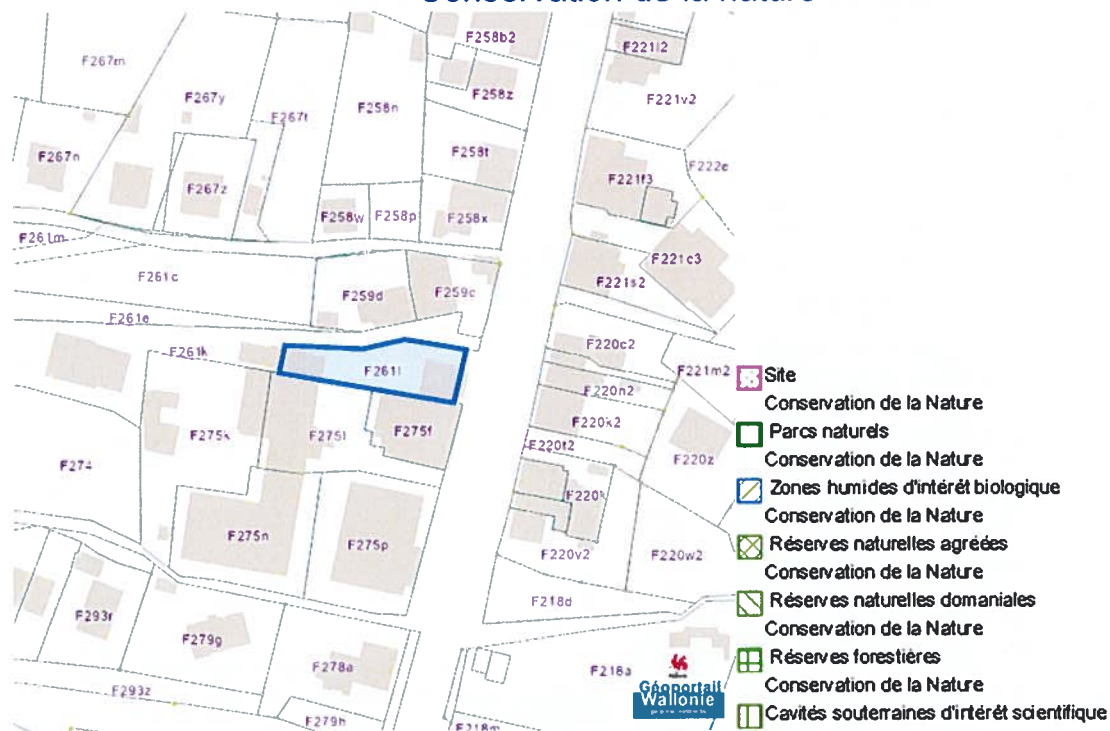 Conservation de la nature
F258b2
F221l2
F267m
F267y
F258n
F258z
F221v2
F267t
F267n
F258t
F222e
F267z
F221f3
F258w
F258p
F258x
F261m
F221c3
F261c
F221s2
F259d
F259c
F261e
F220c2
F261k
F261l
F221m2
Site
Conservation de la Nature
F220n2
F220x2
F275k
F275l
F275f
Parcs naturels
Conservation de la Nature
F220t2
F220z
F274
F220k
Zones humides d'intérêt biologique
Conservation de la Nature
F275n
F275p
F220v2
F220w2
Réserves naturelles agréées
Conservation de la Nature
F218d
Réserves naturelles domaniales
Conservation de la Nature
F293r
F279g
F278a
F218a
Réserves forestières
Conservation de la Nature
Géoportail
Wallonie
F293z
F279h
F218m
Cavités souterraines d'intérêt scientifique